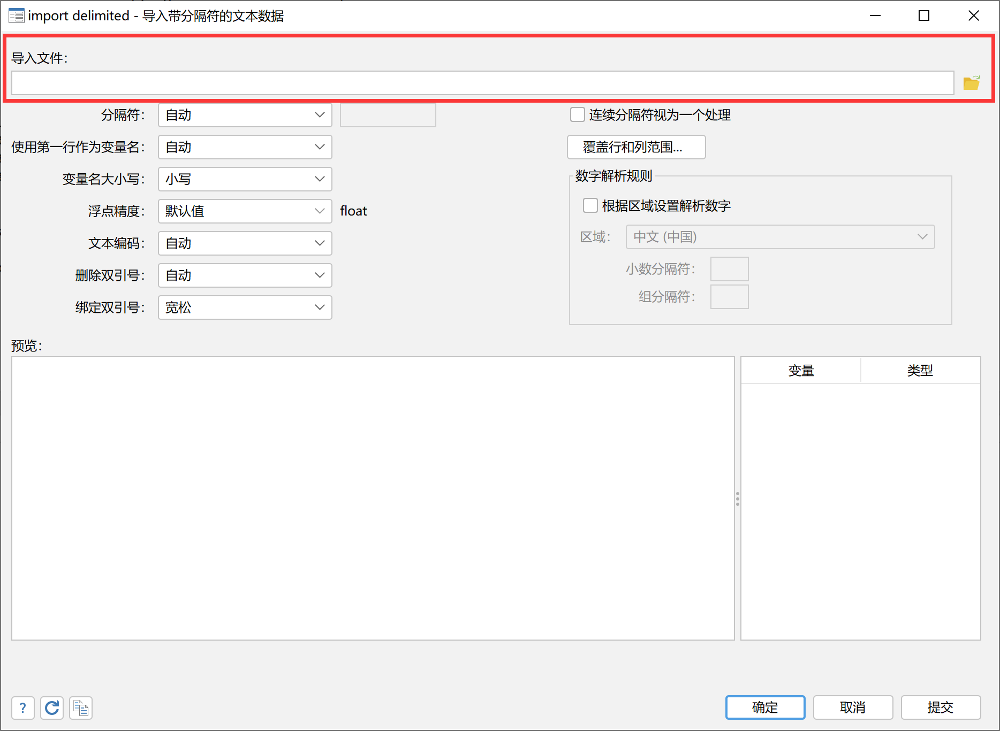 import delimited - 导入带分隔符的文本数据
导入文件：
分隔符： 自动
连续分隔符视为一个处理
使用第一行作为变量名： 自动
覆盖行和列范围...
变量名大小写： 小写
数字解析规则
浮点精度： 默认值 float
根据区域设置解析数字
文本编码： 自动
区域： 中文 (中国)
删除双引号： 自动
小数分隔符：
绑定双引号： 宽松
组分隔符：
预览：
变量 类型
?
确定 取消 提交